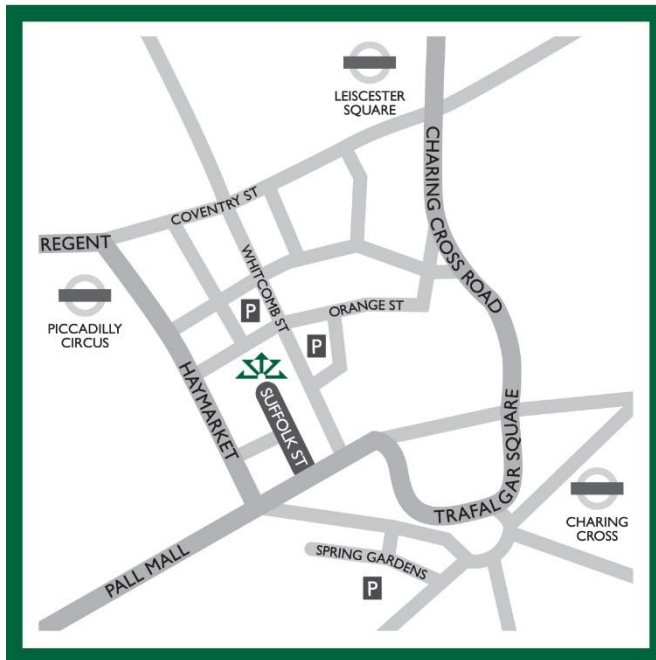 LEISCESTER
SQUARE
CHARING CROSS ROAD
COVENTRY ST
REGENT
WHITCOMB ST
PICCADILLY
CIRCUS
P
ORANGE ST
P
HAYMARKET
SUFFOLK ST
TRAFALGAR SQUARE
CHARING
CROSS
PALL MALL
SPRING GARDENS
P